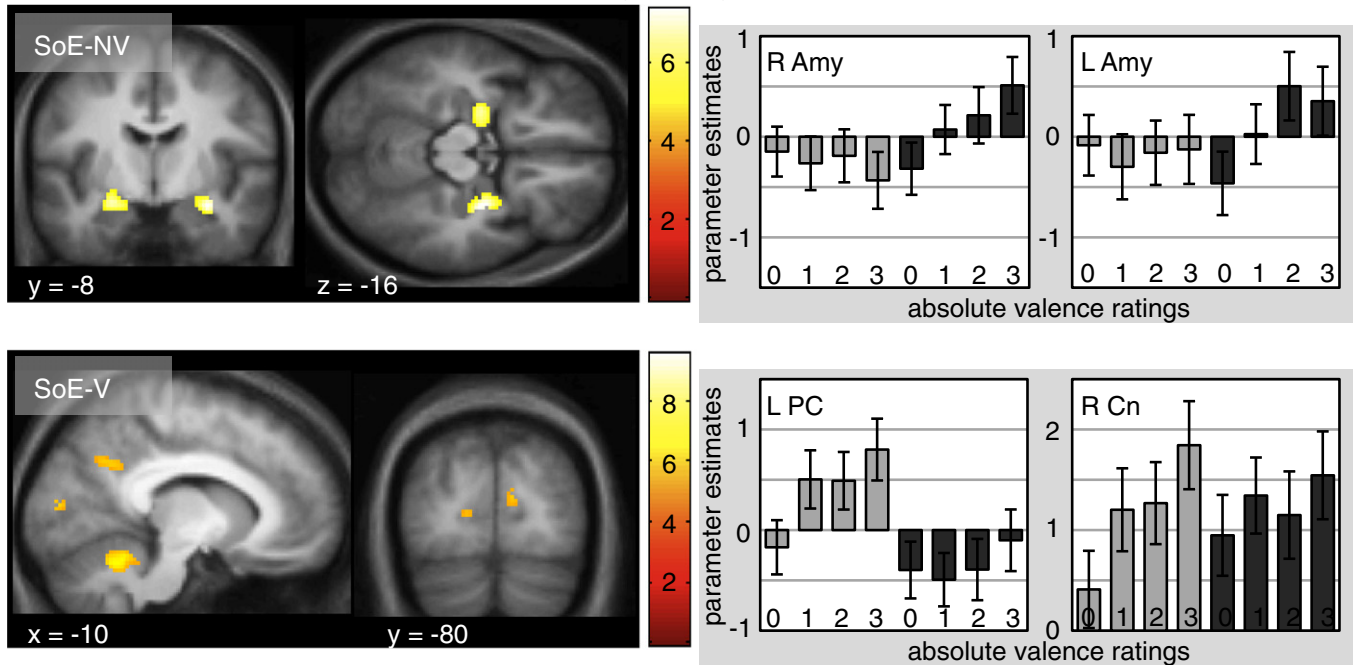 SoE-NV
y = -8
z = -16
6
4
2
parameter estimates
1
0
-1
R Amy
0 1 2 3 0 1 2 3
1
0
-1
L Amy
0 1 2 3 0 1 2 3
absolute valence ratings
SoE-V
x = -10
y = -80
8
6
4
2
parameter estimates
1
0
-1
L PC
0 1 2 3 0 1 2 3
2
1
0
R Cn
0 1 2 3 0 1 2 3
absolute valence ratings